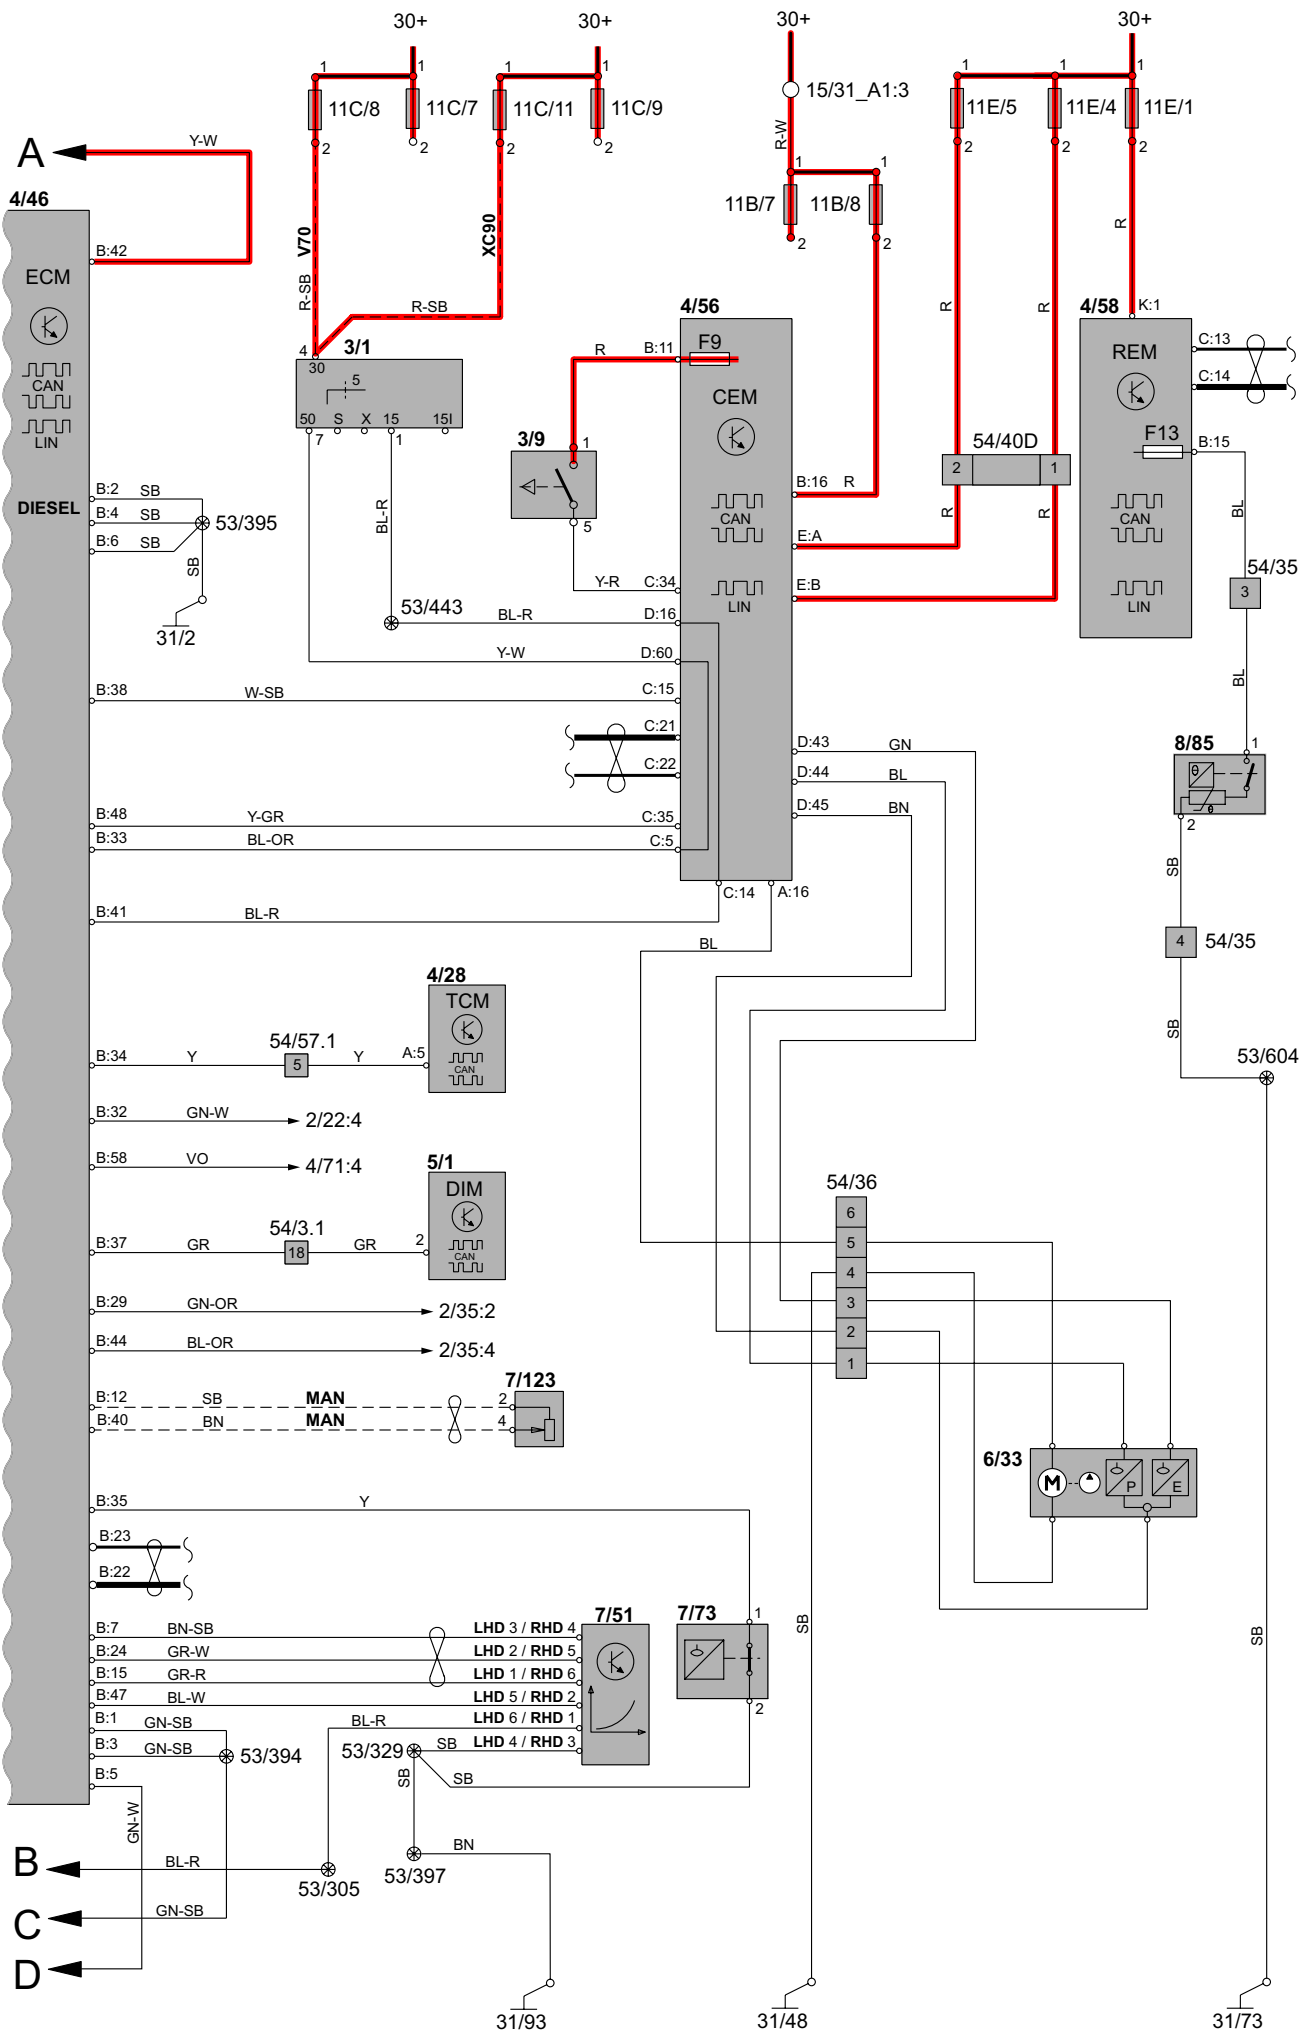 30+ 30+ 30+ 30+
1 1 1 1
11C/8 11C/7 11C/11 11C/9
2 2 2 2
15/31_A1:3
R-W
1 1
11B/7 11B/8
2 2
1 1 1
11E/5 11E/4 11E/1
2 2 2
A Y-W
4/46
B:42
ECM
CAN
LIN
DIESEL
V70
R-SB
XC90
R-SB
4 3/1
30
5
50 S X 15 15I
7 1
BL-R
R B:11
4/56
F9
CEM
CAN
LIN
3/9 1
5
B:16 R
E:A
E:B
R R
54/40D
2 1
R R
R
4/58 K:1
REM
C:13
C:14
F13 B:15
CAN
LIN
BL
54/35
3
BL
B:2 SB
B:4 SB
B:6 SB
53/395
SB
31/2
Y-R C:34
53/443 BL-R D:16
Y-W D:60
B:38 W-SB C:15
C:21
C:22
B:48 Y-GR C:35
B:33 BL-OR C:5
D:43 GN
D:44 BL
D:45 BN
8/85 1
θ
θ
2
SB
4 54/35
SB
53/604
C:14 A:16
B:41 BL-R
BL
4/28
TCM
CAN
54/57.1
B:34 Y 5 Y A:5
B:32 GN-W 2/22:4
B:58 VO 4/71:4
5/1
DIM
CAN
54/3.1
B:37 GR 18 GR 2
54/36
6
5
4
3
2
1
B:29 GN-OR 2/35:2
B:44 BL-OR 2/35:4
7/123
B:12 SB MAN 2
B:40 BN MAN 4
6/33
M P E
B:35 Y
B:23
B:22
7/51 7/73 1
B:7 BN-SB LHD 3 / RHD 4
B:24 GR-W LHD 2 / RHD 5
B:15 GR-R LHD 1 / RHD 6
B:47 BL-W LHD 5 / RHD 2
B:1 GN-SB BL-R LHD 6 / RHD 1
B:3 GN-SB 53/394 53/329 SB LHD 4 / RHD 3
2
B:5
SB SB
SB
SB
GN-W
53/397 BN
B BL-R
53/305
C GN-SB
D
31/93 31/48 31/73